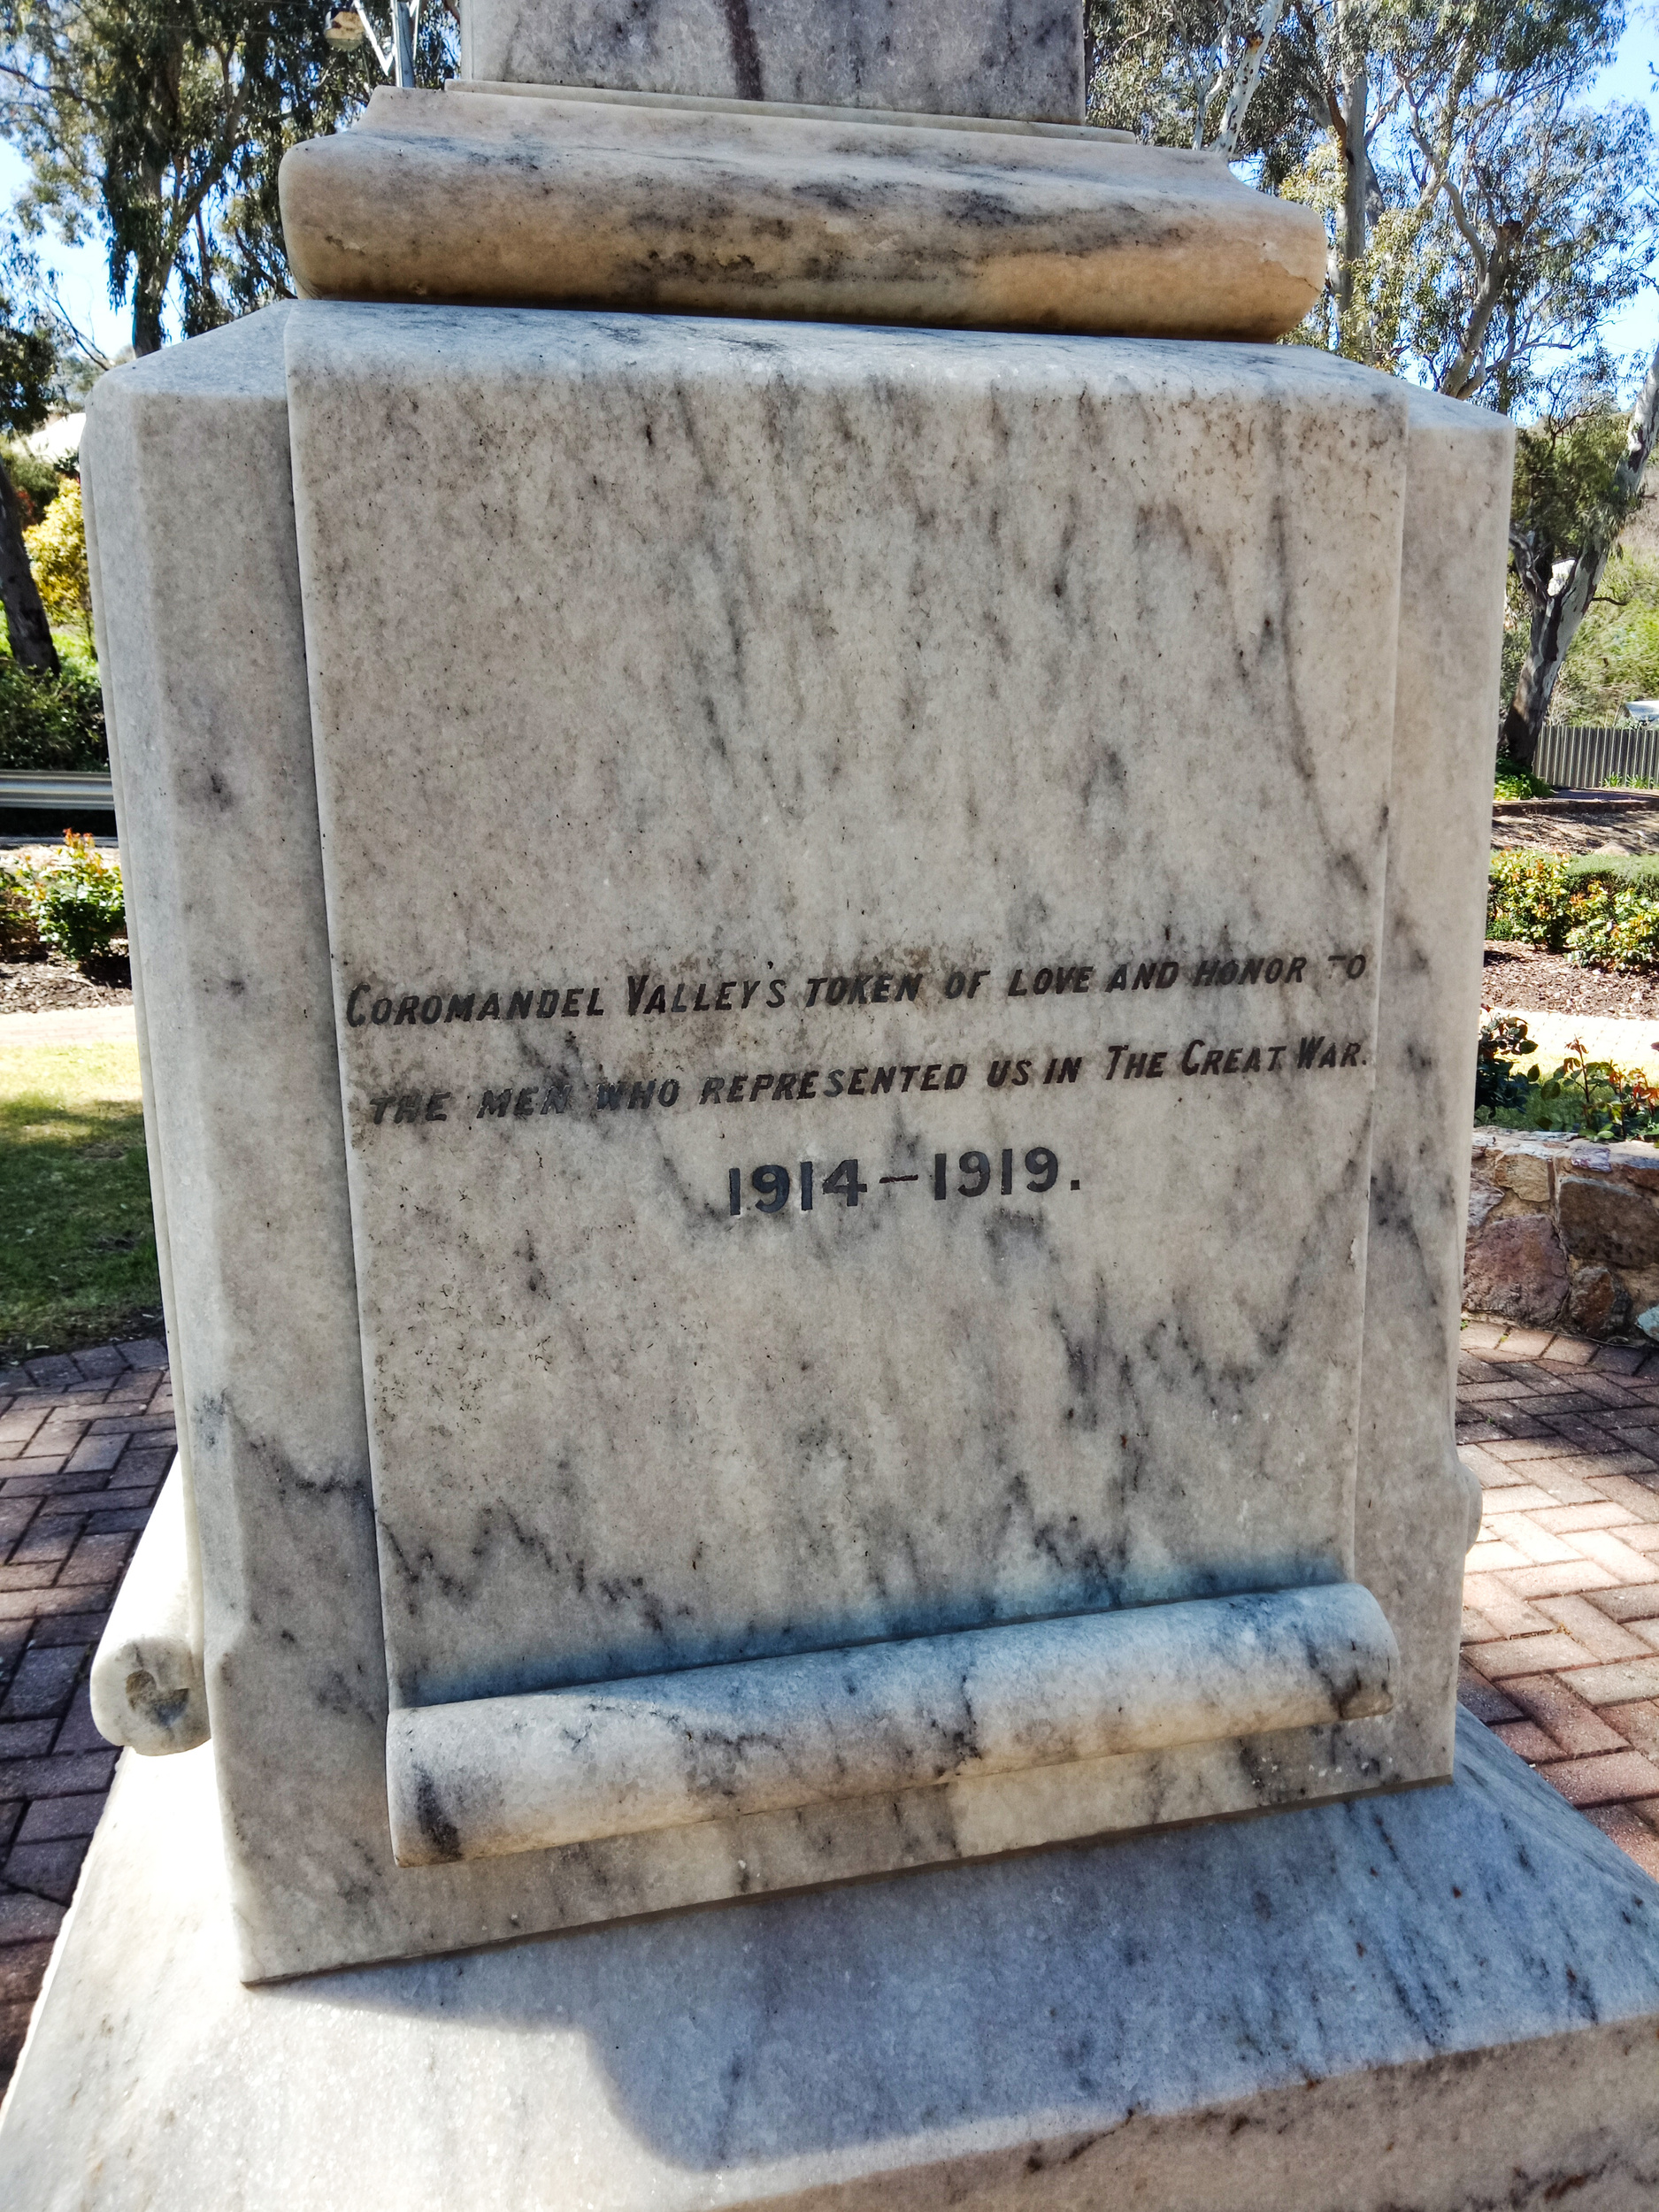 COROMANDEL VALLEY'S TOKEN OF LOVE AND HONOR TO
THE MEN WHO REPRESENTED US IN THE GREAT WAR.
1914–1919.